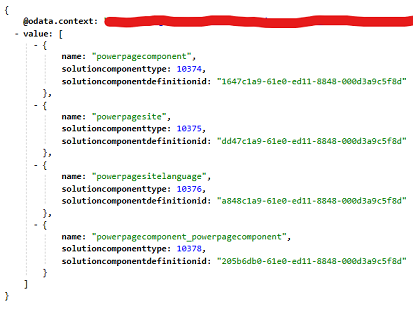 {
@odata.context:
- value: [
- {
name: "powerpagecomponent",
solutioncomponenttype: 10374,
solutioncomponentdefinitionid: "1647c1a9-61e0-ed11-8848-000d3a9c5f8d"
},
- {
name: "powerpagesite",
solutioncomponenttype: 10375,
solutioncomponentdefinitionid: "dd47c1a9-61e0-ed11-8848-000d3a9c5f8d"
},
- {
name: "powerpagesitelanguage",
solutioncomponenttype: 10376,
solutioncomponentdefinitionid: "a848c1a9-61e0-ed11-8848-000d3a9c5f8d"
},
- {
name: "powerpagecomponent_powerpagecomponent",
solutioncomponenttype: 10378,
solutioncomponentdefinitionid: "205b6db0-61e0-ed11-8848-000d3a9c5f8d"
}
]
}